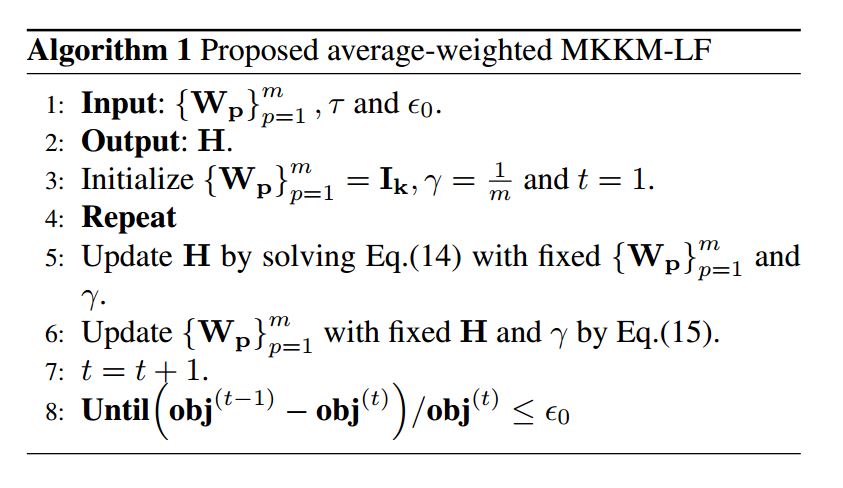 Algorithm 1 Proposed average-weighted MKKM-LF
1: Input: {W_p}_{p=1}^m , τ and ϵ_0.
2: Output: H.
3: Initialize {W_p}_{p=1}^m = I_k, γ = 1/m and t = 1.
4: Repeat
5: Update H by solving Eq.(14) with fixed {W_p}_{p=1}^m and
γ.
6: Update {W_p}_{p=1}^m with fixed H and γ by Eq.(15).
7: t = t + 1.
8: Until(obj^{(t−1)} − obj^{(t)})/obj^{(t)} ≤ ϵ_0